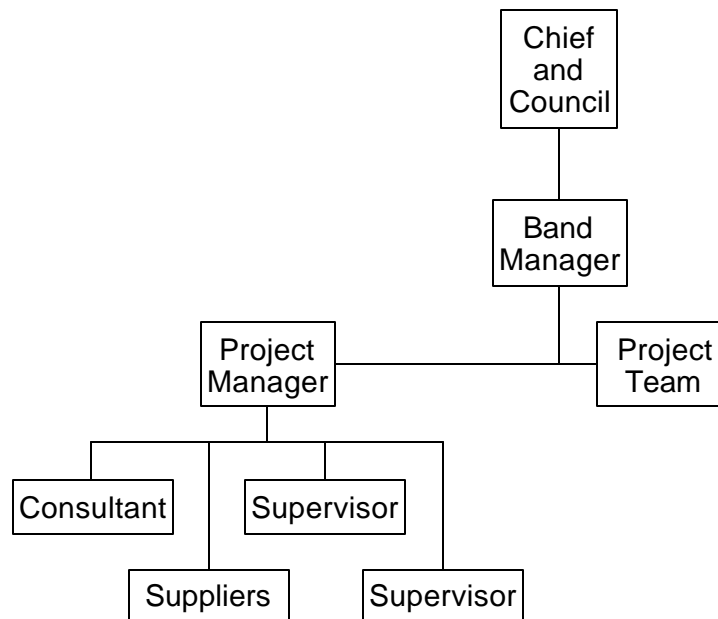 Chief
and
Council
Band
Manager
Project
Manager
Project
Team
Consultant
Supervisor
Suppliers
Supervisor